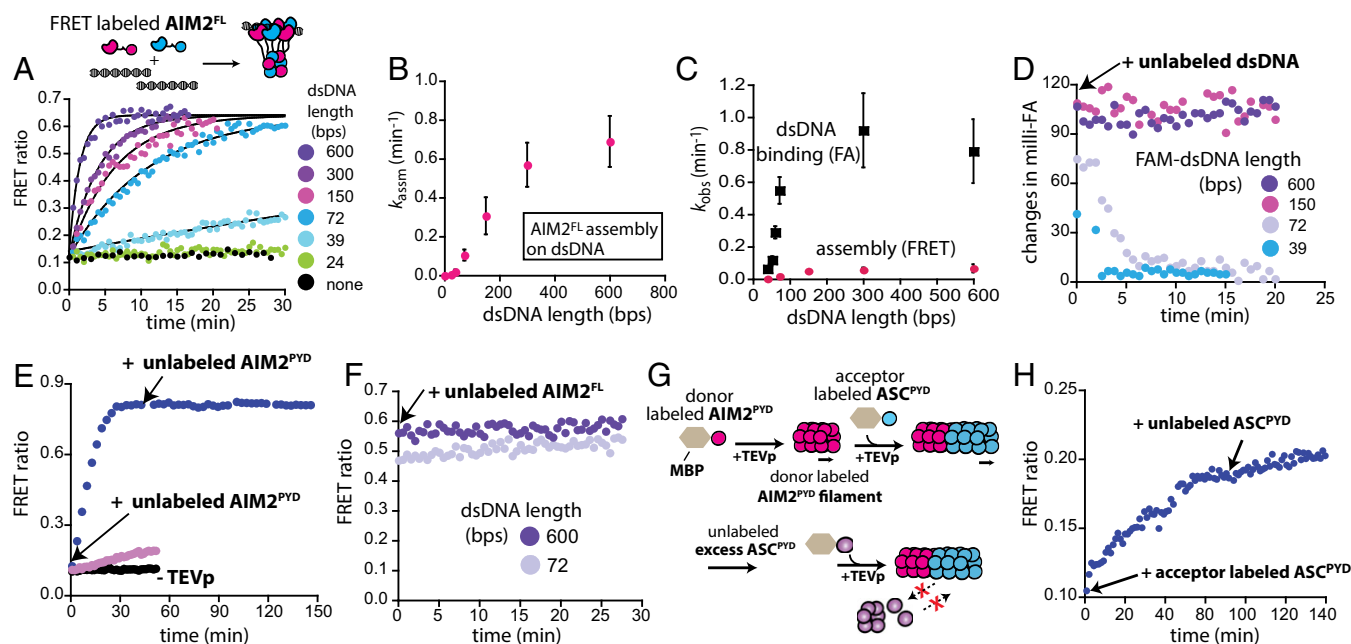 FRET labeled AIM2FL
+
A
FRET ratio
0.7
0.6
0.5
0.4
0.3
0.2
0.1
0 5 10 15 20 25 30
time (min)
dsDNA
length
(bps)
600
300
150
72
39
24
none
B
kassm (min-1)
1.0
0.8
0.6
0.4
0.2
0.0
AIM2FL assembly
on dsDNA
0 200 400 600 800
dsDNA length (bps)
C
kobs (min-1)
1.2
1.0
0.8
0.6
0.4
0.2
0
dsDNA
binding (FA)
assembly (FRET)
0 100 200 300 400 500 600
dsDNA length (bps)
D
+ unlabeled dsDNA
changes in milli-FA
120
90
60
30
0
FAM-dsDNA length
(bps)
600
150
72
39
0 5 10 15 20 25
time (min)
E
+ unlabeled AIM2PYD
FRET ratio
0.9
0.6
0.3
0.0
+ unlabeled AIM2PYD
- TEVp
0 30 60 90 120 150
time (min)
F
+ unlabeled AIM2FL
FRET ratio
0.7
0.6
0.5
0.4
0.3
0.2
0.1
0.0
dsDNA length
(bps)
600
72
0 5 10 15 20 25 30
time (min)
G
donor
labeled AIM2PYD
acceptor
labeled ASCPYD
MBP
+TEVp
+TEVp
donor labeled
AIM2PYD filament
unlabeled
excess ASCPYD
+TEVp
H
FRET ratio
0.25
0.20
0.15
0.10
+ unlabeled ASCPYD
+ acceptor labeled ASCPYD
0 20 40 60 80 100 120 140
time (min)